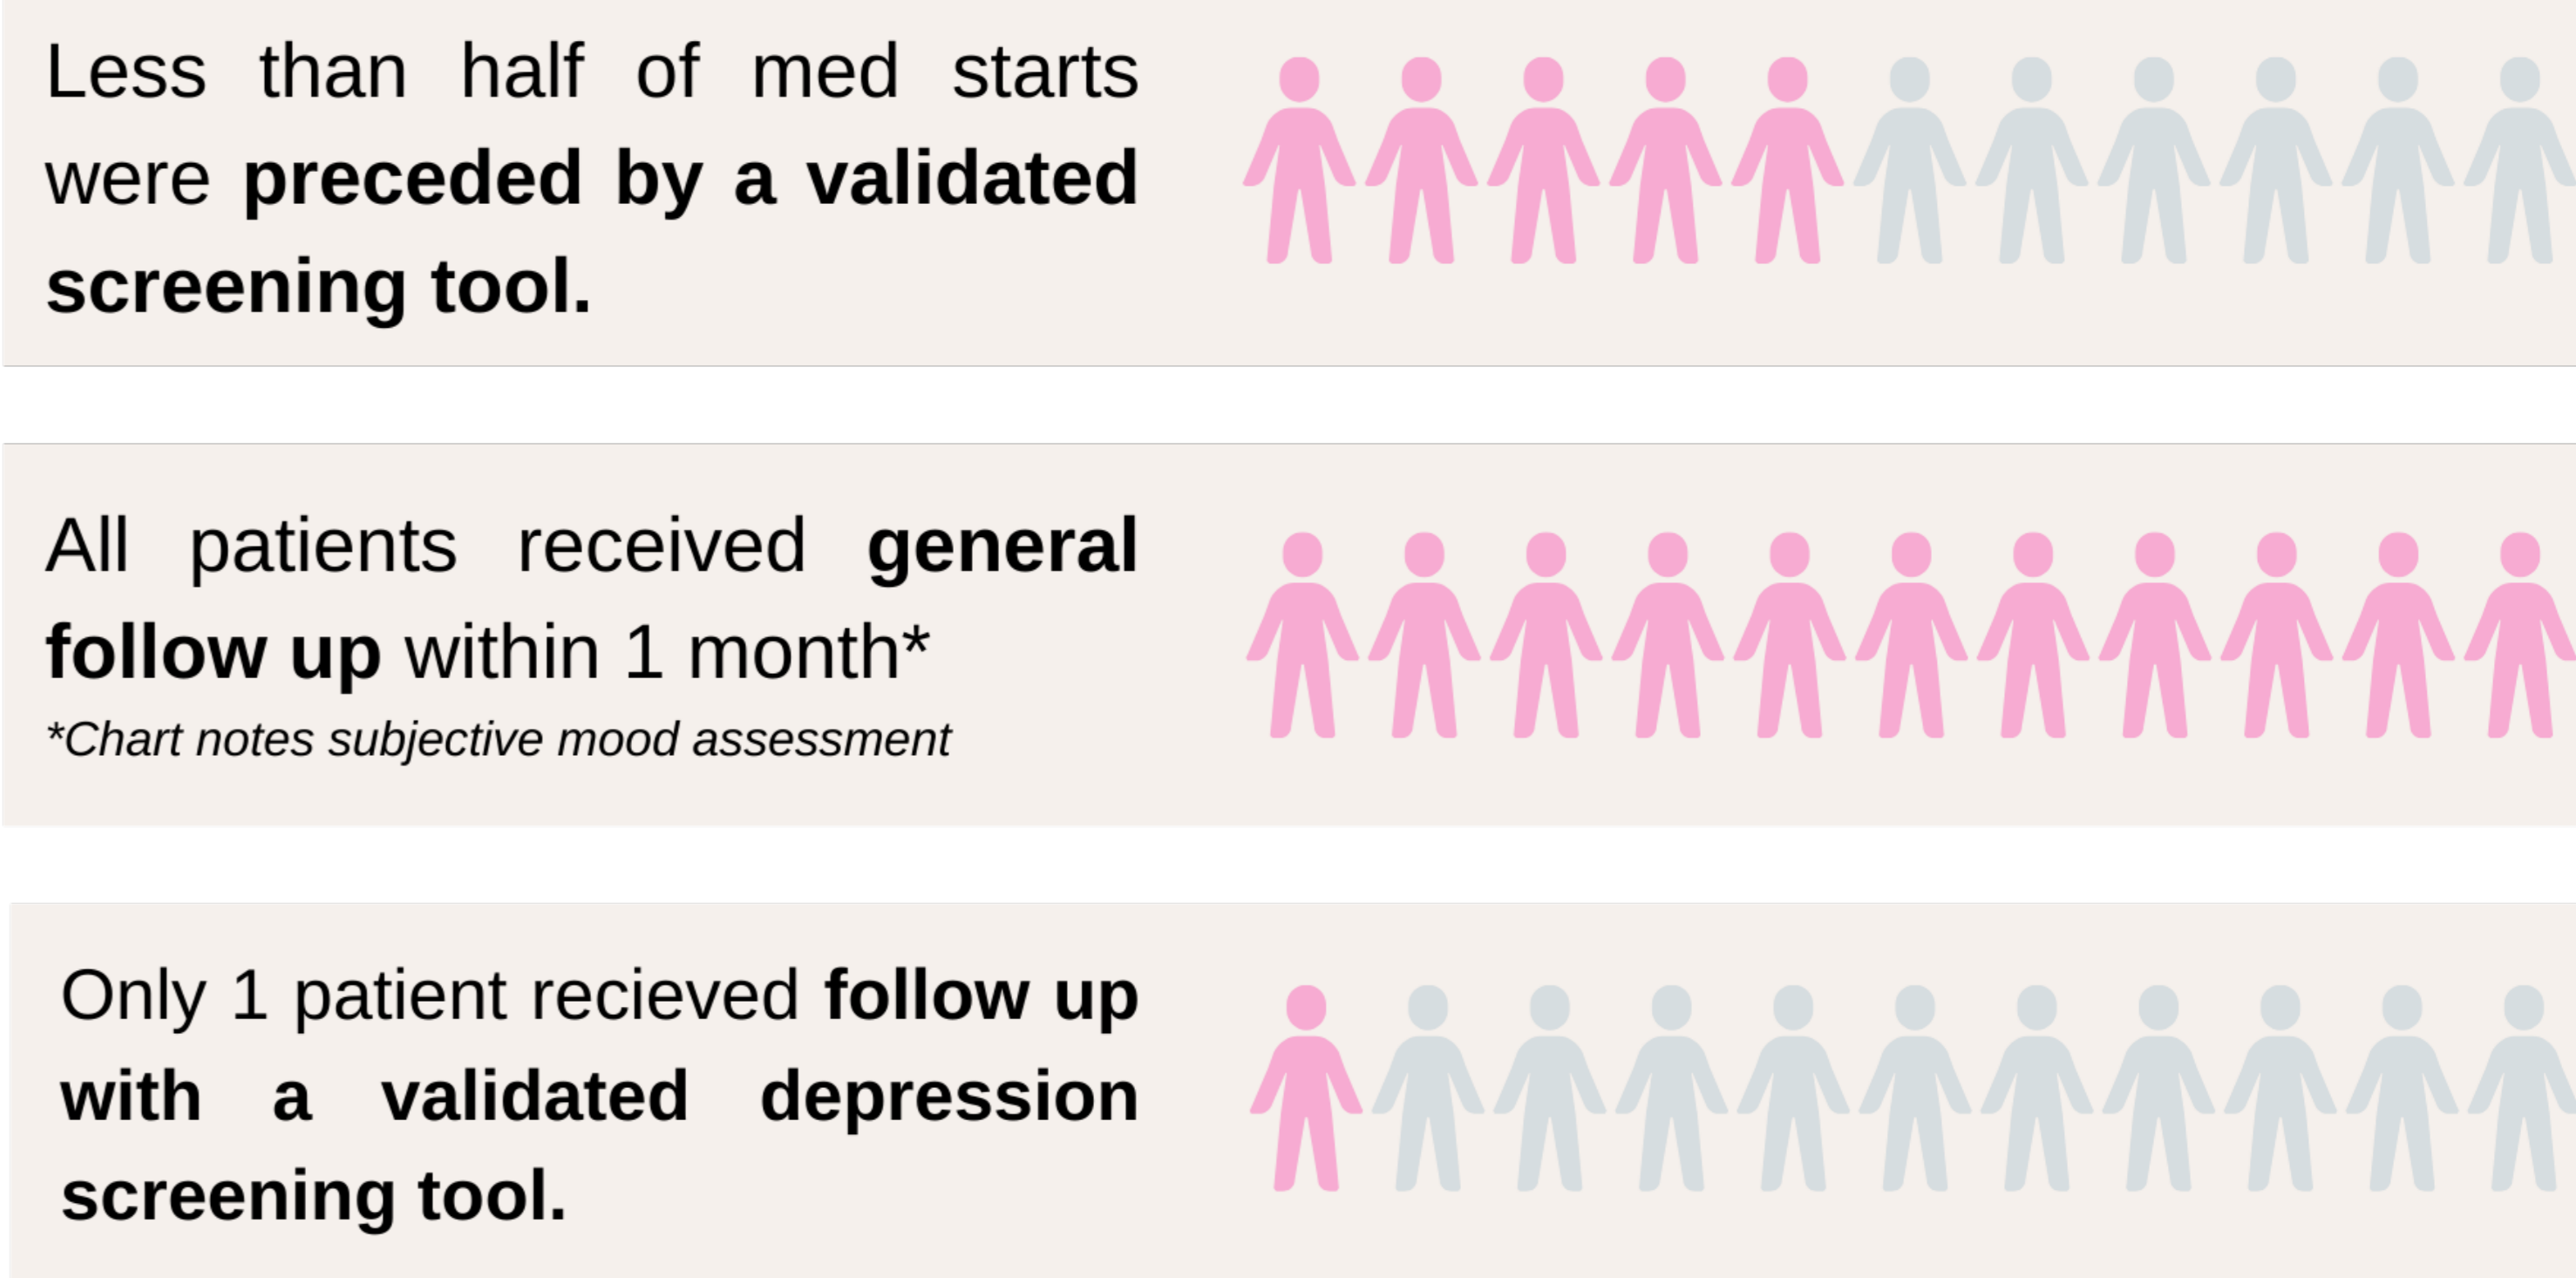 Less than half of med starts
were preceded by a validated
screening tool.
All patients received general
follow up within 1 month*
*Chart notes subjective mood assessment
Only 1 patient recieved follow up
with a validated depression
screening tool.